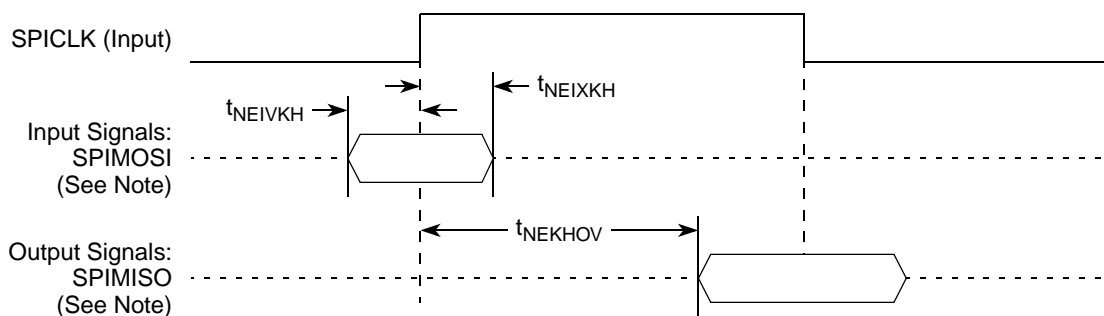 SPICLK (Input)
tNEIXKH
tNEIVKH
Input Signals:
SPIMOSI
(See Note)
tNEKHOV
Output Signals:
SPIMISO
(See Note)